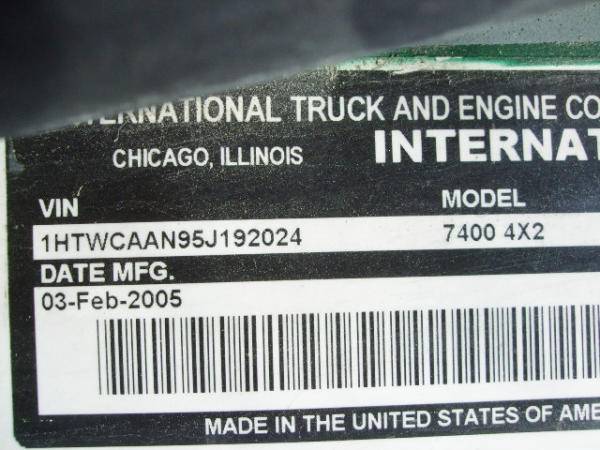 TERNATIONAL TRUCK AND ENGINE CO
CHICAGO, ILLINOIS INTERNAT
VIN MODEL
1HTWCAAN95J192024 7400 4X2
DATE MFG.
03-Feb-2005
MADE IN THE UNITED STATES OF AME